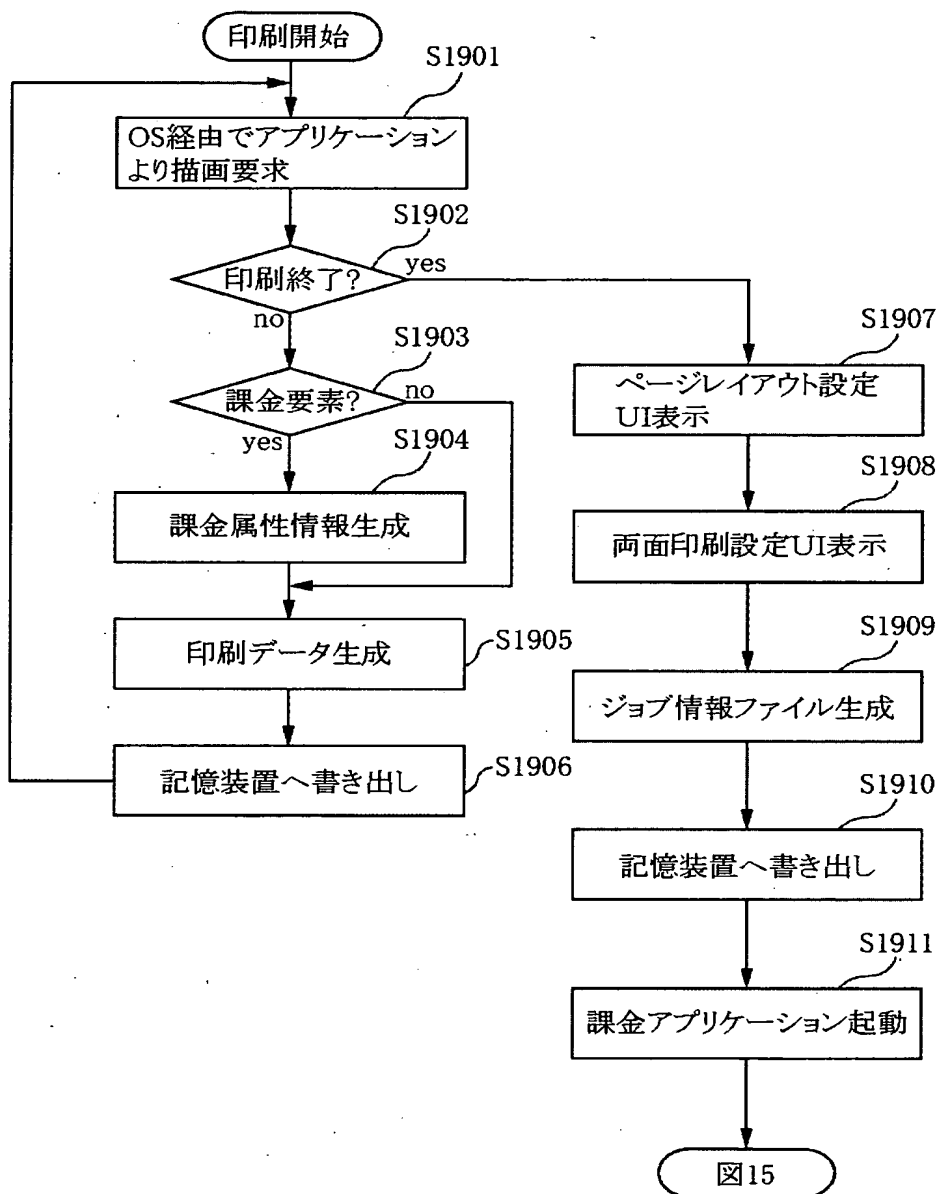 印刷開始
S1901
OS経由でアプリケーション
より描画要求
S1902
印刷終了?
yes
no
S1903
課金要素?
no
yes
S1904
課金属性情報生成
印刷データ生成
S1905
記憶装置へ書き出し
S1906
S1907
ページレイアウト設定
UI表示
S1908
両面印刷設定UI表示
S1909
ジョブ情報ファイル生成
S1910
記憶装置へ書き出し
S1911
課金アプリケーション起動
図15